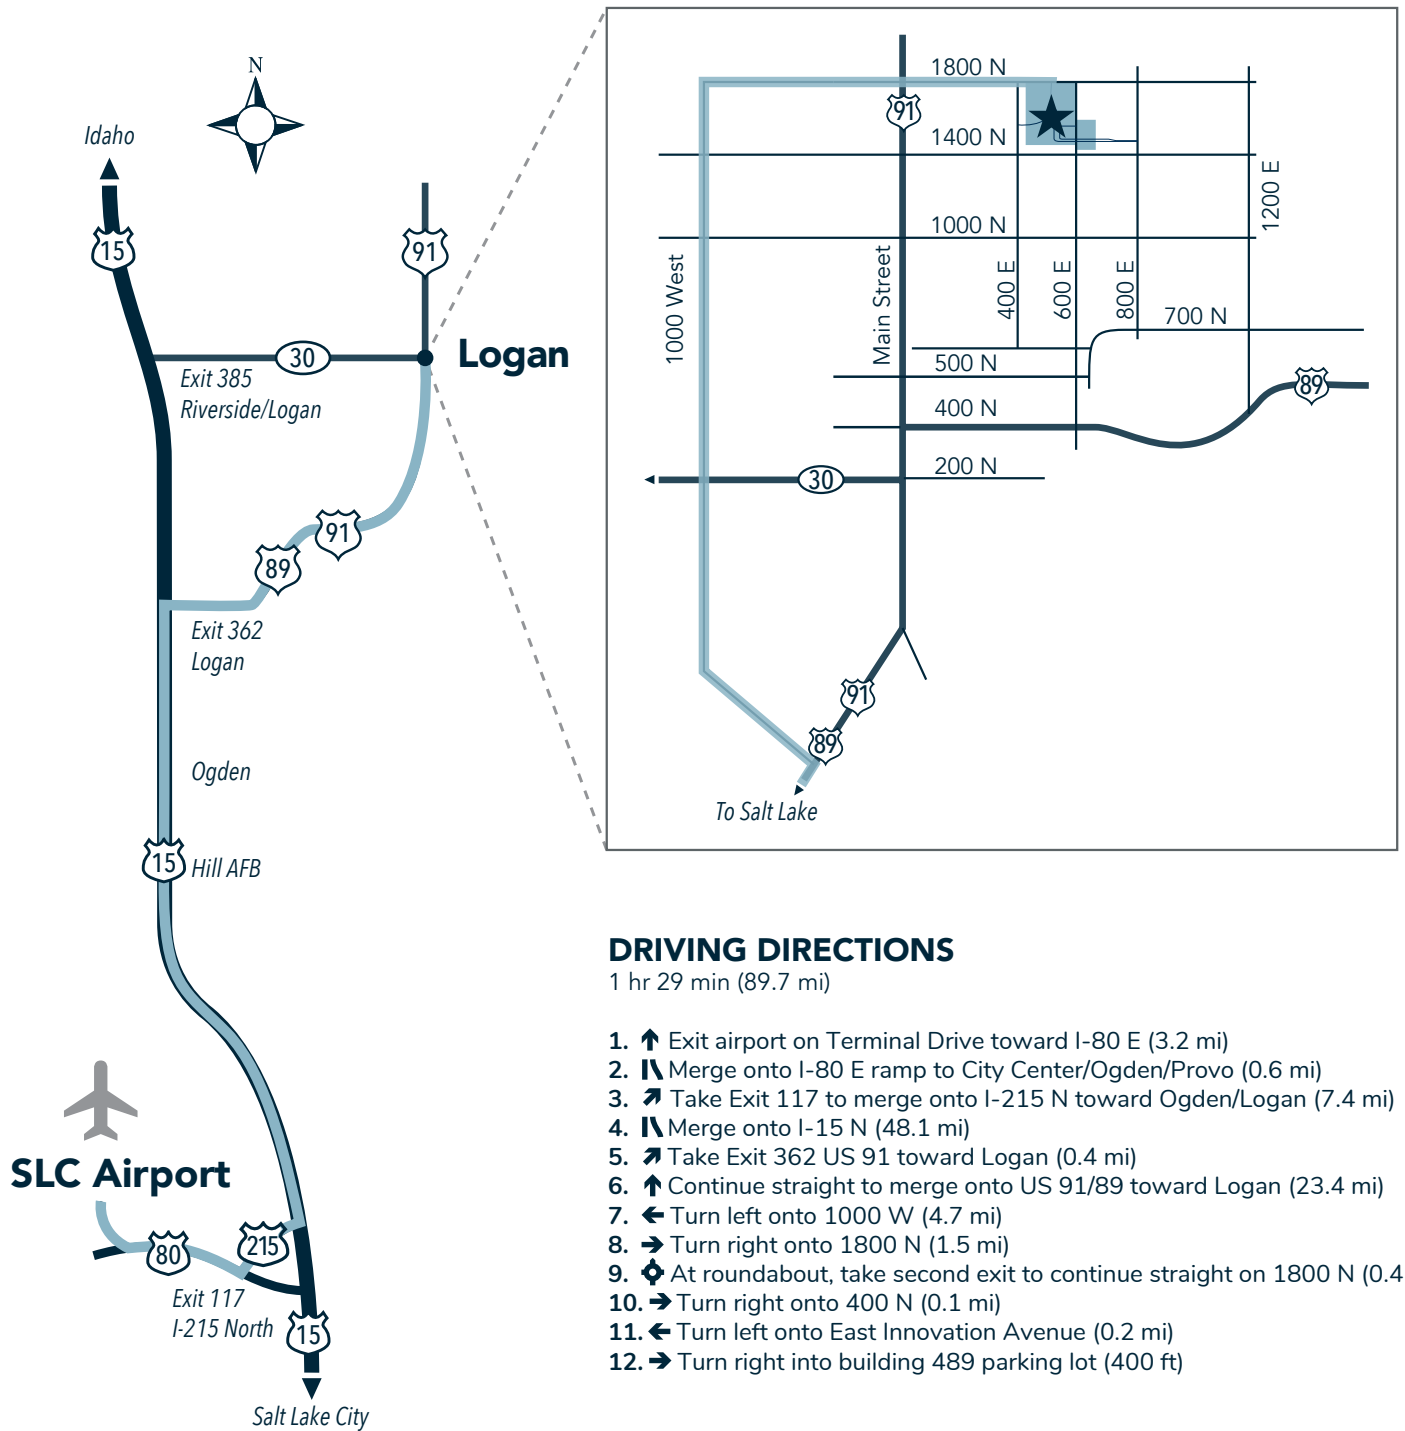 N
Idaho
15
91
30
Logan
Exit 385
Riverside/Logan
91
89
Exit 362
Logan
Ogden
15
Hill AFB
SLC Airport
80
215
Exit 117
I-215 North
15
Salt Lake City
1800 N
91
1400 N
1200 E
1000 N
1000 West
Main Street
400 E
600 E
800 E
700 N
500 N
89
400 N
200 N
30
91
89
To Salt Lake
DRIVING DIRECTIONS
1 hr 29 min (89.7 mi)
1. Exit airport on Terminal Drive toward I-80 E (3.2 mi)
2. Merge onto I-80 E ramp to City Center/Ogden/Provo (0.6 mi)
3. Take Exit 117 to merge onto I-215 N toward Ogden/Logan (7.4 mi)
4. Merge onto I-15 N (48.1 mi)
5. Take Exit 362 US 91 toward Logan (0.4 mi)
6. Continue straight to merge onto US 91/89 toward Logan (23.4 mi)
7. Turn left onto 1000 W (4.7 mi)
8. Turn right onto 1800 N (1.5 mi)
9. At roundabout, take second exit to continue straight on 1800 N (0.4
10. Turn right onto 400 N (0.1 mi)
11. Turn left onto East Innovation Avenue (0.2 mi)
12. Turn right into building 489 parking lot (400 ft)